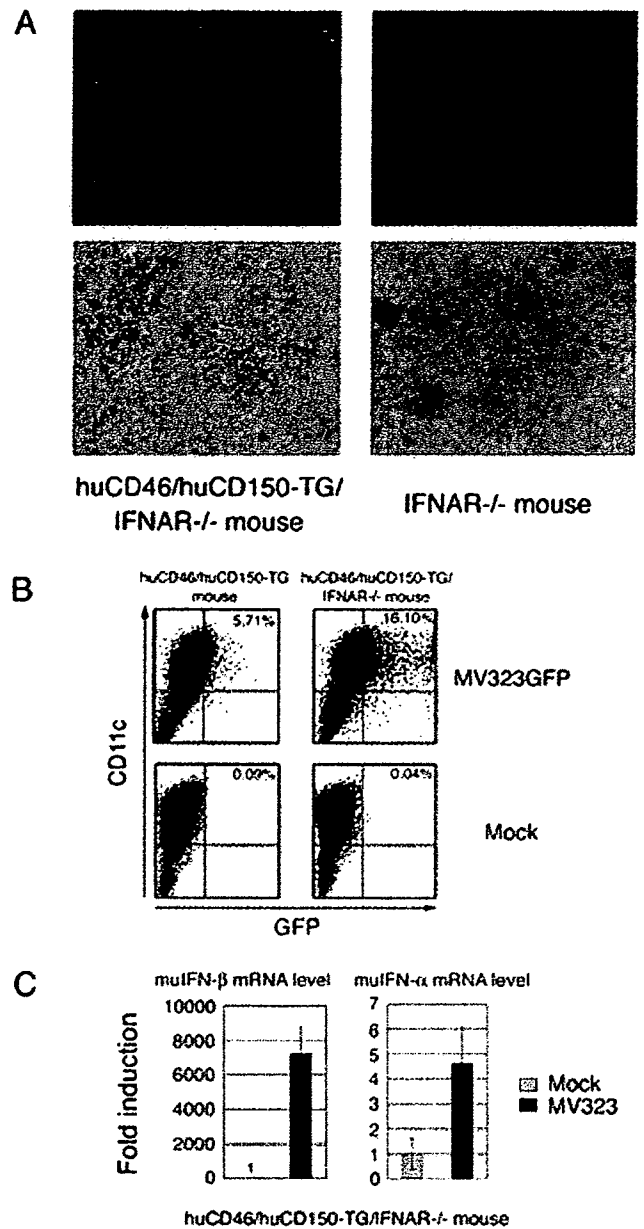 A
huCD46/huCD150-TG/
IFNAR-/- mouse
IFNAR-/- mouse
B
huCD46/huCD150-TG
mouse
huCD46/huCD150-TG/
IFNAR-/- mouse
5.71%
16.10%
MV323GFP
0.09%
0.04%
Mock
CD11c
GFP
C
muIFN-β mRNA level
muIFN-α mRNA level
Fold induction
10000
8000
6000
4000
2000
0
1
7
6
5
4
3
2
1
0
Mock
MV323
huCD46/huCD150-TG/IFNAR-/- mouse